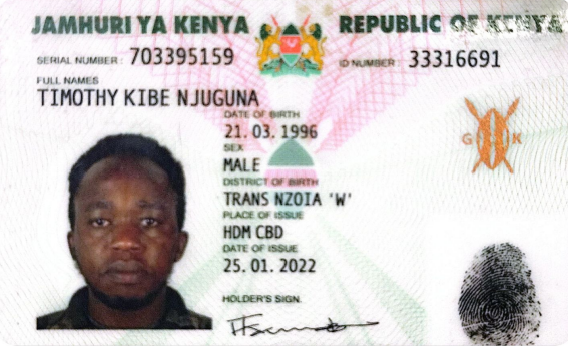 JAMHURI YA KENYA REPUBLIC OF KENYA
SERIAL NUMBER: 703395159 ID NUMBER: 33316691
FULL NAMES
TIMOTHY KIBE NJUGUNA
DATE OF BIRTH
21. 03. 1996
SEX
MALE
DISTRICT OF BIRTH
TRANS NZOIA 'W'
PLACE OF ISSUE
HDM CBD
DATE OF ISSUE
25. 01. 2022
HOLDER'S SIGN.
G K